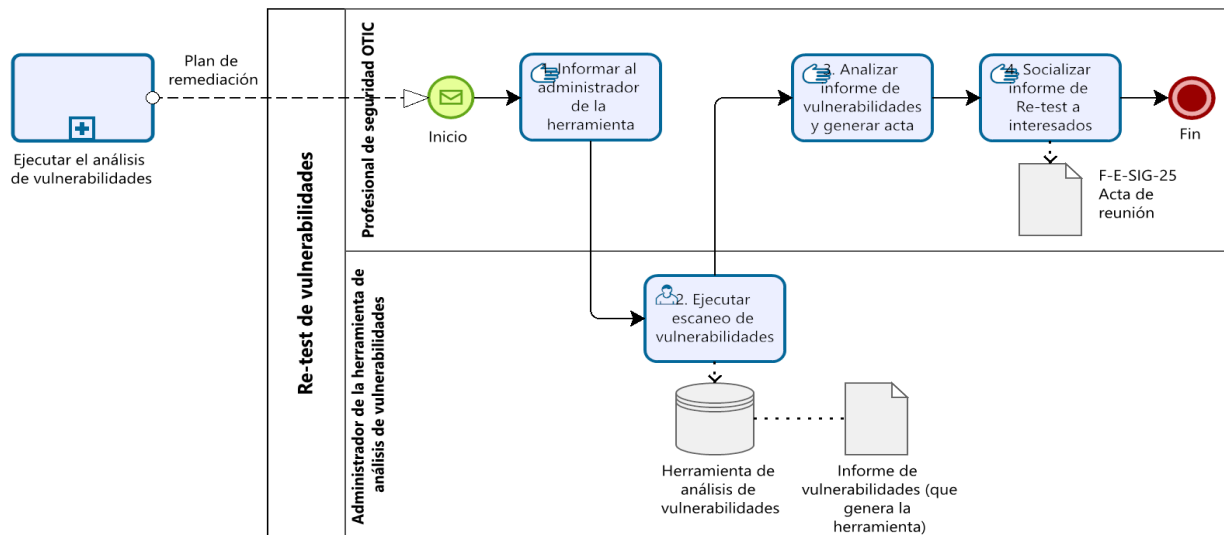 Plan de
remediación
Ejecutar el análisis
de vulnerabilidades
Re-test de vulnerabilidades
Profesional de seguridad OTIC
Inicio
1. Informar al
administrador
de la
herramienta
3. Analizar
informe de
vulnerabilidades
y generar acta
4. Socializar
informe de
Re-test a
interesados
Fin
F-E-SIG-25
Acta de
reunión
Administrador de la herramienta de
análisis de vulnerabilidades
2. Ejecutar
escaneo de
vulnerabilidades
Herramienta de
análisis de
vulnerabilidades
Informe de
vulnerabilidades (que
genera la
herramienta)